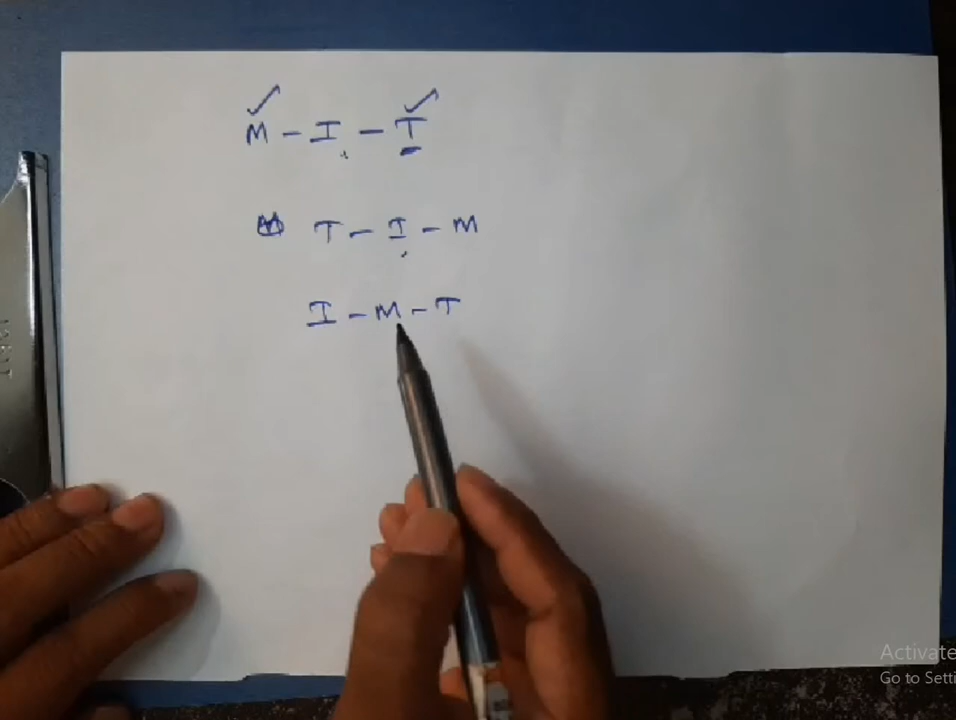 M - I - T
T - I - M
I - M - T
Activate
Go to Setti